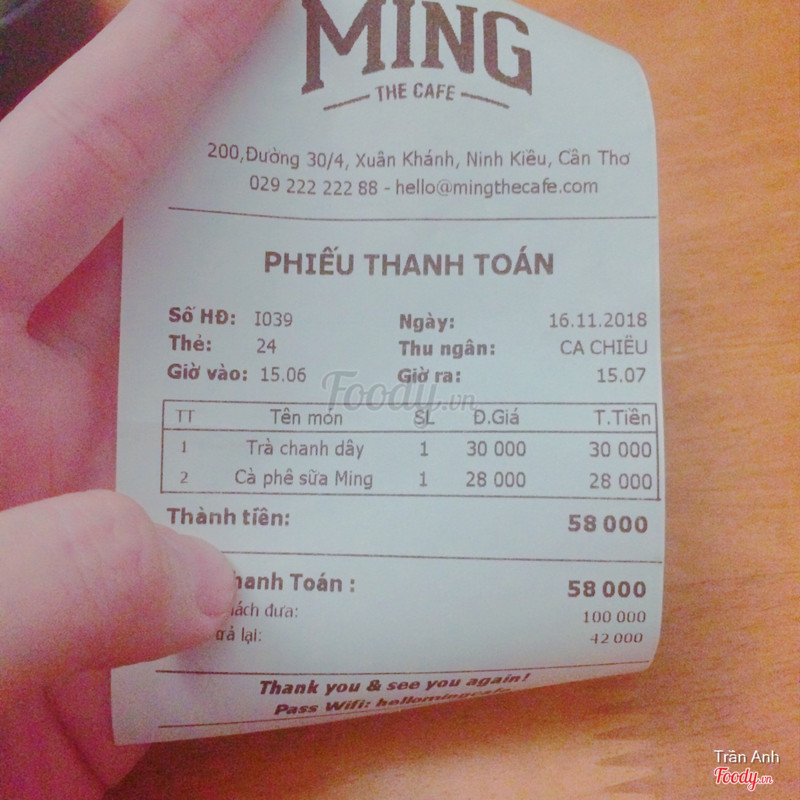 MING
THE CAFE
200,Đường 30/4, Xuân Khánh, Ninh Kiều, Cần Thơ
029 222 222 88 - hello@mingthecafe.com
PHIẾU THANH TOÁN
Số HĐ: I039 Ngày: 16.11.2018
Thẻ: 24 Thu ngân: CA CHIỀU
Giờ vào: 15.06 Giờ ra: 15.07
Foody.vn
TT Tên món SL Đ.Giá T.Tiền
1 Trà chanh dây 1 30 000 30 000
2 Cà phê sữa Ming 1 28 000 28 000
Thành tiền: 58 000
Toán : 58 000
đưa: 100 000
lại: 42 000
Thank you & see you again!
Pass Wifi: hellomingcafe
Trần Anh
Foody.vn